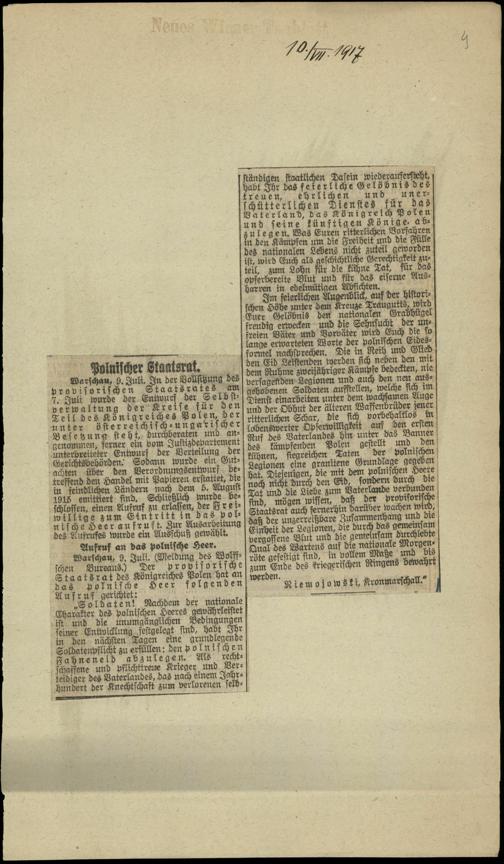 Neues Wiener Tagblatt
10./VII. 1917
Polnischer Staatsrat.
Warschau, 9. Juli. In der Vollsitzung des
provisorischen Staatsrates am
7. Juli wurde der Entwurf der Selbst-
verwaltung der Kreise für den
Teil des Königreiches Polen, der
unter österreichisch-ungarischer
Besetzung steht, durchberaten und an-
genommen, ferner ein vom Justizdepartement
unterbreiteter Entwurf der Verteilung der
Gerichtsbehörden. Sodann wurde ein Gut-
achten über den Verordnungsentwurf be-
treffend den Handel mit Papieren erstattet, die
in feindlichen Ländern nach dem 5. August
1915 emittiert sind. Schließlich wurde be-
schlossen, einen Aufruf zu erlassen, der Frei-
willige zum Eintritt in das pol-
nische Heer aufruft. Zur Ausarbeitung
des Aufrufes wurde ein Ausschuß gewählt.
Aufruf an das polnische Heer.
Warschau, 9. Juli. (Meldung des Wolff-
schen Bureaus.) Der provisorische
Staatsrat des Königreiches Polen hat an
das polnische Heer folgenden
Aufruf gerichtet:
„Soldaten! Nachdem der nationale
Charakter des polnischen Heeres gewährleistet
ist und die unumgänglichen Bedingungen
seiner Entwicklung festgelegt sind, habt Ihr
in den nächsten Tagen eine grundlegende
Soldatenpflicht zu erfüllen: den polnischen
Fahneneid abzulegen. Als recht-
schaffene und pflichttreue Krieger und Ver-
teidiger des Vaterlandes, das nach einem Jahr-
hundert der Knechtschaft zum verlorenen selb-
ständigen staatlichen Dasein wiederaufersteht,
habt Ihr das feierliche Gelöbnis des
treuen, ehrlichen und uner-
schütterlichen Dienstes für das
Vaterland, das Königreich Polen
und seine künftigen Könige ab-
zulegen. Was Euren ritterlichen Vorfahren
in den Kämpfen um die Freiheit und die Fülle
des nationalen Lebens nicht zuteil geworden
ist, wird Euch als geschichtliche Gerechtigkeit zu-
teil, zum Lohn für die kühne Tat, für das
opferbereite Blut und für das eiserne Aus-
harren in edelmütigen Absichten.
Im feierlichen Augenblick, auf der histori-
schen Höhe unter dem Kreuze Traugutts, wird
Euer Gelöbnis den nationalen Grabhügel
freudig erwecken und die Sehnsucht der un-
freien Väter und Vorväter wird Euch die so
lange erwarteten Worte der polnischen Eides-
formel nachsprechen. Die in Reih und Glied
den Eid Leistenden werden sich neben den mit
dem Ruhme zweijähriger Kämpfe bedeckten, nie
versagenden Legionen und auch den neu aus-
gehobenen Soldaten aufstellen, welche sich im
Dienst einarbeiten unter dem wachsamen Auge
und der Obhut der älteren Waffenbrüder jener
ritterlichen Schar, die sich vorbehaltlos in
liebenswerter Opferwilligkeit auf den ersten
Ruf des Vaterlandes hin unter das Banner
des kämpfenden Polen gestellt und den
kühnen, siegreichen Taten der polnischen
Legionen eine granitene Grundlage gegeben
hat. Diejenigen, die mit dem polnischen Heere
noch nicht durch den Eid, sondern durch die
Tat und die Liebe zum Vaterlande verbunden
sind, mögen wissen, daß der provisorische
Staatsrat auch fernerhin darüber wachen wird,
daß der unzerreißbare Zusammenhang und die
Einheit der Legionen, die durch das gemeinsam
vergossene Blut und die gemeinsam durchlebte
Qual des Wartens auf die nationale Morgen-
röte gefestigt sind, in vollem Maße und bis
zum Ende des kriegerischen Ringens bewahrt
werden.
Niemojowski, Kronmarschall.“